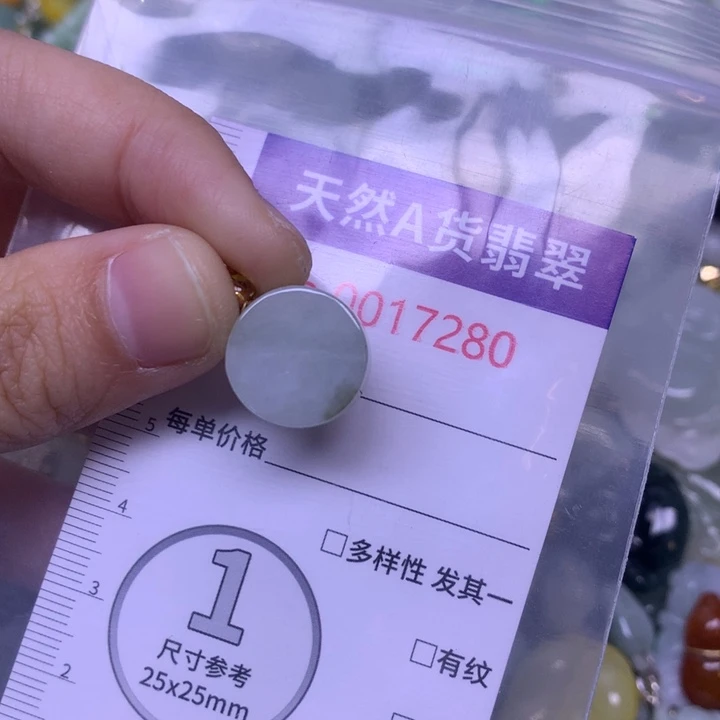 天然A货翡翠
0017280
每单价格
5
4
□多样性 发其一
1
3
尺寸参考
25x25mm
□有纹
2